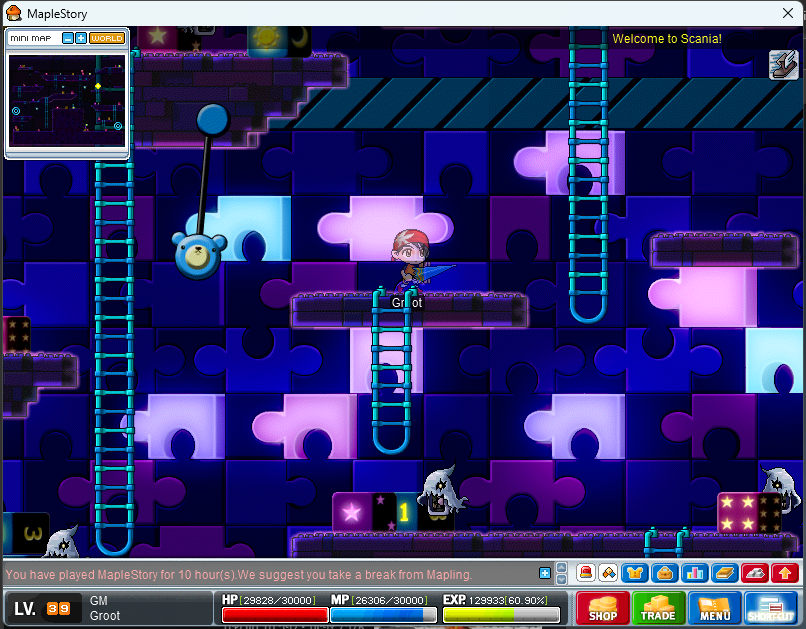 MapleStory
MINI MAP
WORLD
Welcome to Scania!
Groot
1
You have played MapleStory for 10 hour(s).We suggest you take a break from Mapling.
LV. 39
GM
Groot
HP[29828/30000]
MP[26306/30000]
EXP 129933[60.90%]
SHOP
TRADE
MENU
SHORTCUT